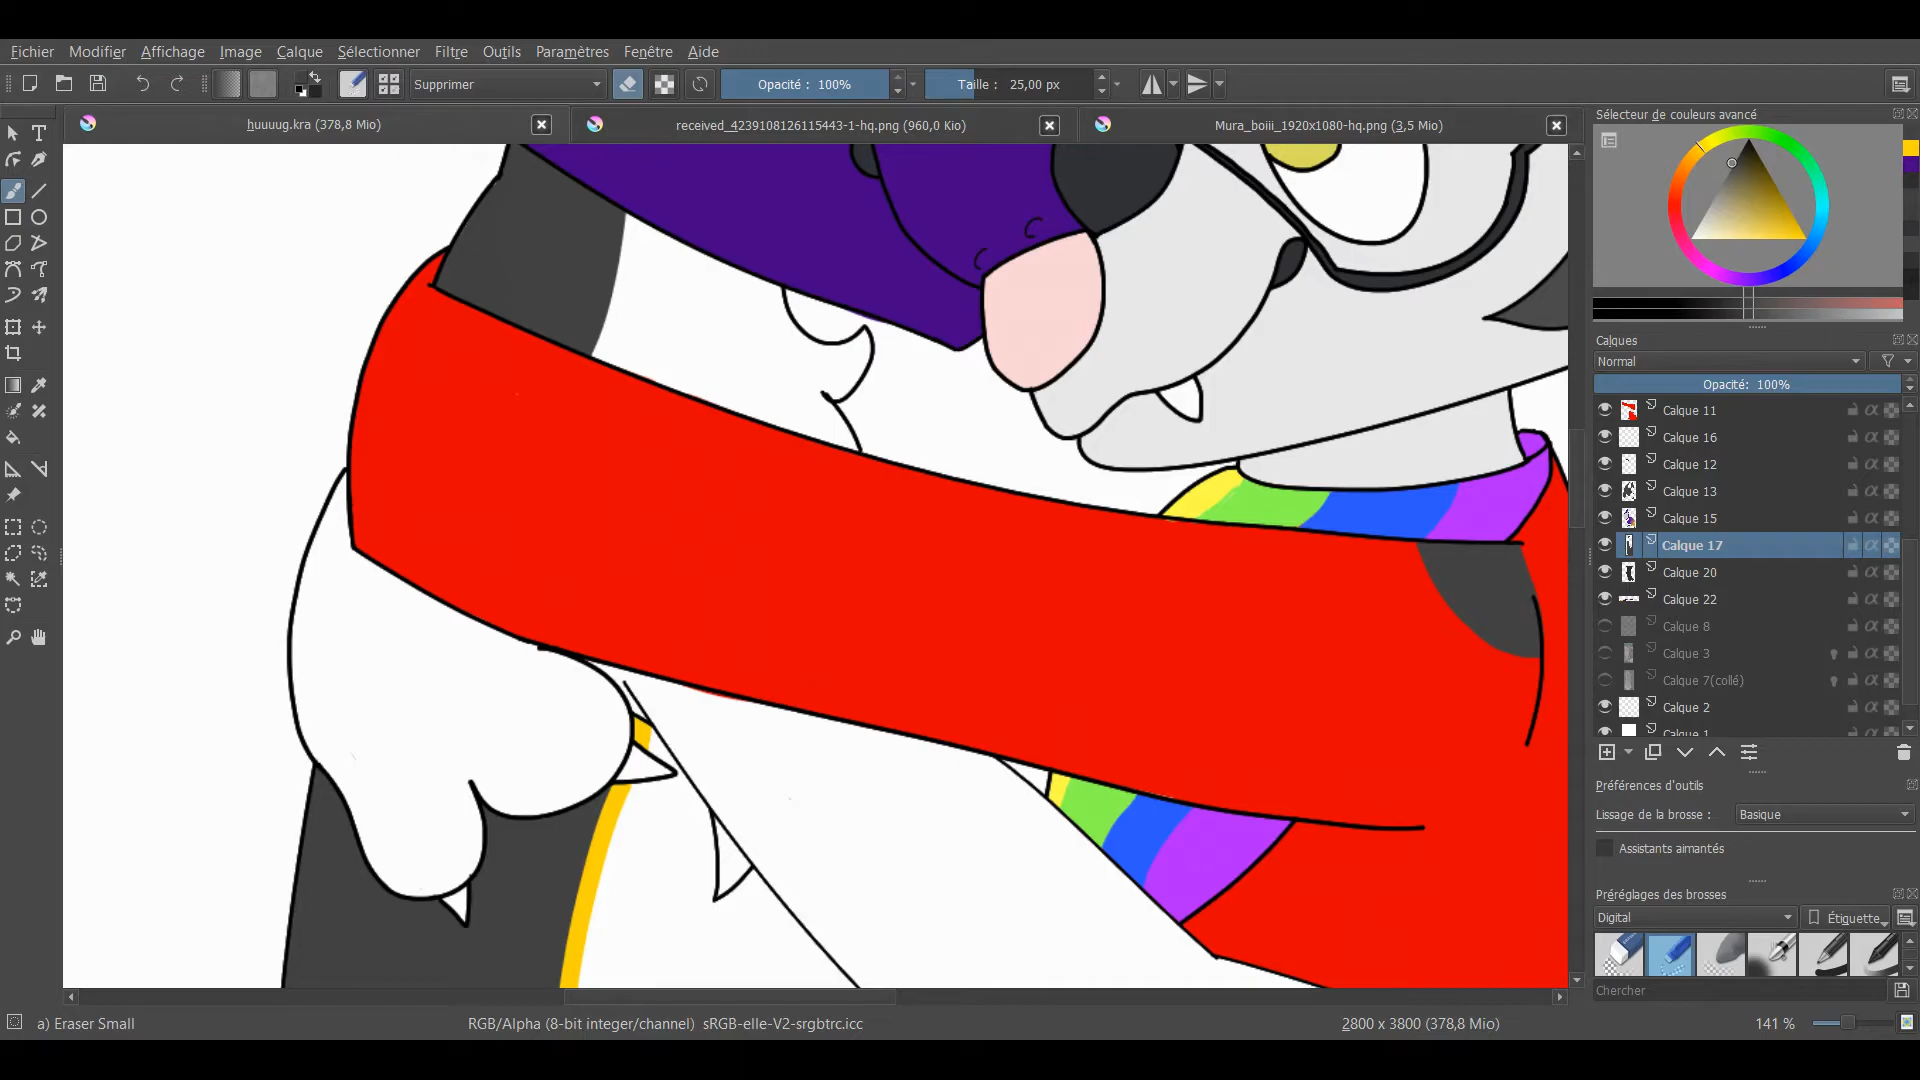 Fichier Modifier Affichage Image Calque Sélectionner Filtre Outils Paramètres Fenêtre Aide
Supprimer Opacité : 100% Taille : 25,00 px
huuuug.kra (378,8 Mio) received_4239108126115443-1-hq.png (960,0 Kio) Mura_boiii_1920x1080-hq.png (3,5 Mio)
Sélecteur de couleurs avancé
Calques
Normal
Opacité: 100%
Calque 11
Calque 16
Calque 12
Calque 13
Calque 15
Calque 17
Calque 20
Calque 22
Calque 8
Calque 3
Calque 7(collé)
Calque 2
Calque 1
Préférences d'outils
Lissage de la brosse : Basique
Assistants aimantés
Préréglages des brosses
Digital Étiquette
Chercher
a) Eraser Small RGB/Alpha (8-bit integer/channel) sRGB-elle-V2-srgbtrc.icc 2800 x 3800 (378,8 Mio) 141 %